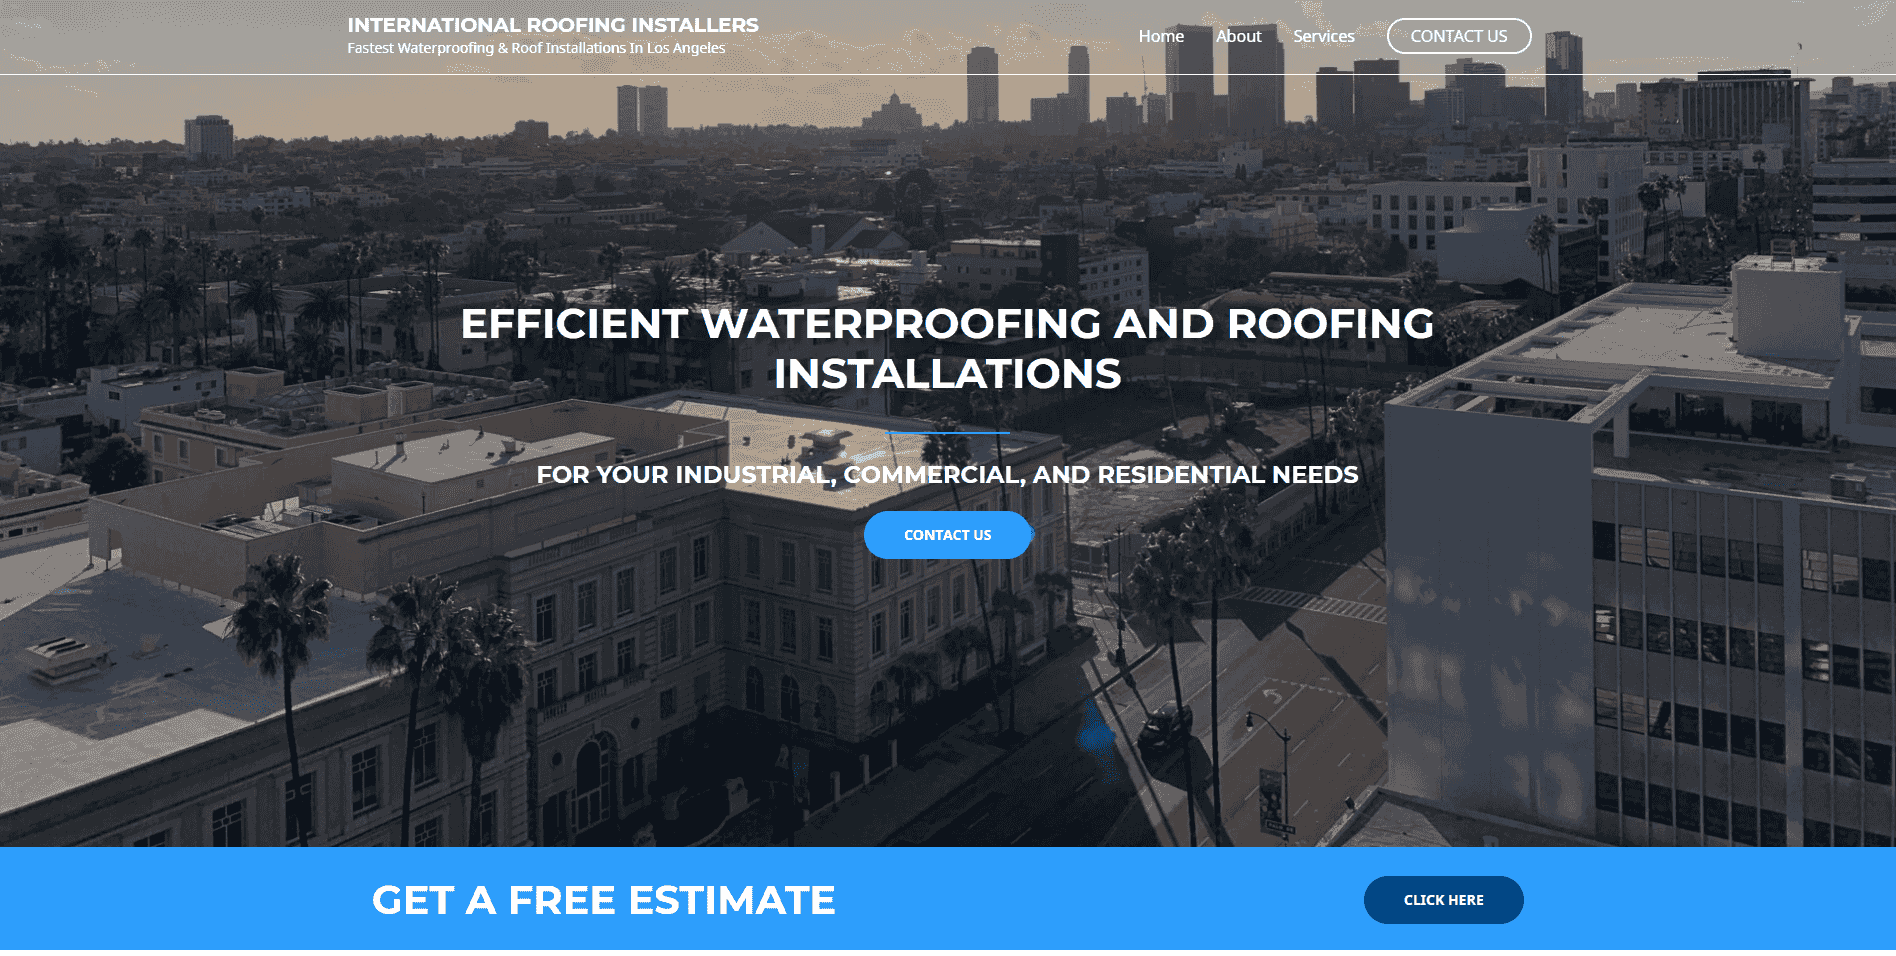 INTERNATIONAL ROOFING INSTALLERS
Fastest Waterproofing & Roof Installations In Los Angeles
Home About Services CONTACT US
EFFICIENT WATERPROOFING AND ROOFING
INSTALLATIONS
FOR YOUR INDUSTRIAL, COMMERCIAL, AND RESIDENTIAL NEEDS
CONTACT US
GET A FREE ESTIMATE
CLICK HERE